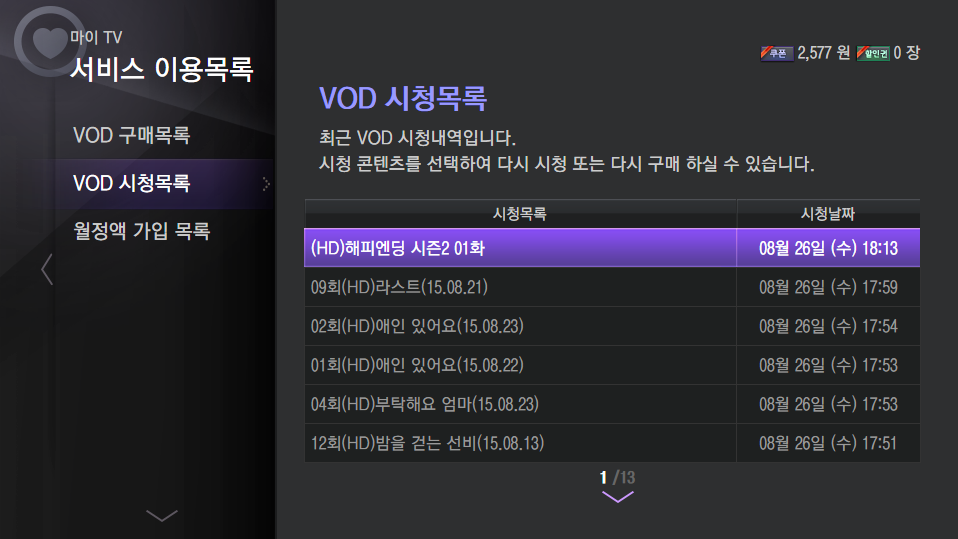 마이 TV
서비스 이용목록
VOD 구매목록
VOD 시청목록
월정액 가입 목록
쿠폰 2,577 원 할인권 0 장
VOD 시청목록
최근 VOD 시청내역입니다.
시청 콘텐츠를 선택하여 다시 시청 또는 다시 구매 하실 수 있습니다.
시청목록 시청날짜
(HD)해피엔딩 시즌2 01화 08월 26일 (수) 18:13
09회(HD)라스트(15.08.21) 08월 26일 (수) 17:59
02회(HD)애인 있어요(15.08.23) 08월 26일 (수) 17:54
01회(HD)애인 있어요(15.08.22) 08월 26일 (수) 17:53
04회(HD)부탁해요 엄마(15.08.23) 08월 26일 (수) 17:53
12회(HD)밤을 걷는 선비(15.08.13) 08월 26일 (수) 17:51
1 /13